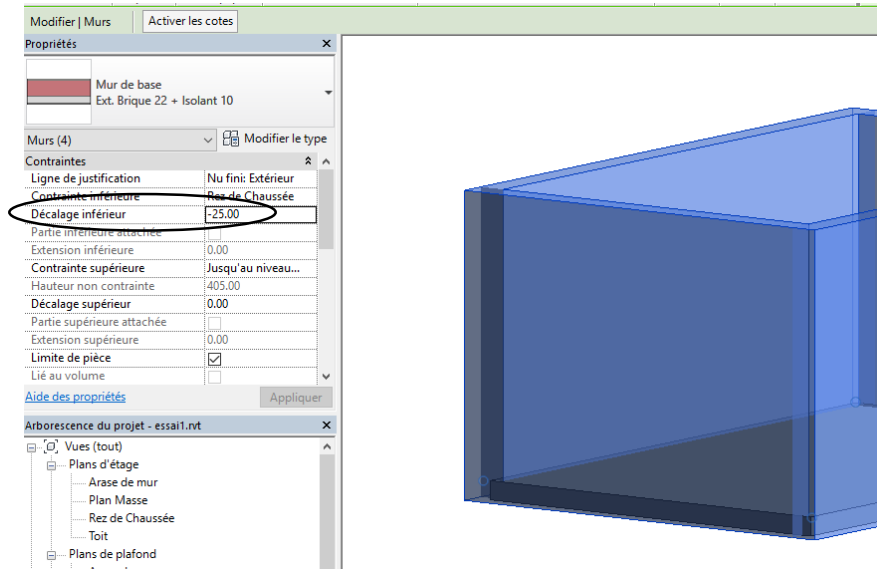 Modifier | Murs Activer les cotes
Propriétés
Mur de base
Ext. Brique 22 + Isolant 10
Murs (4) Modifier le type
Contraintes
Ligne de justification Nu fini: Extérieur
Contrainte inférieure Rez de Chaussée
Décalage inférieur -25.00
Partie inférieure attachée
Extension inférieure 0.00
Contrainte supérieure Jusqu'au niveau...
Hauteur non contrainte 405.00
Décalage supérieur 0.00
Partie supérieure attachée
Extension supérieure 0.00
Limite de pièce
Lié au volume
Aide des propriétés Appliquer
Arborescence du projet - essai1.rvt
Vues (tout)
Plans d'étage
Arase de mur
Plan Masse
Rez de Chaussée
Toit
Plans de plafond